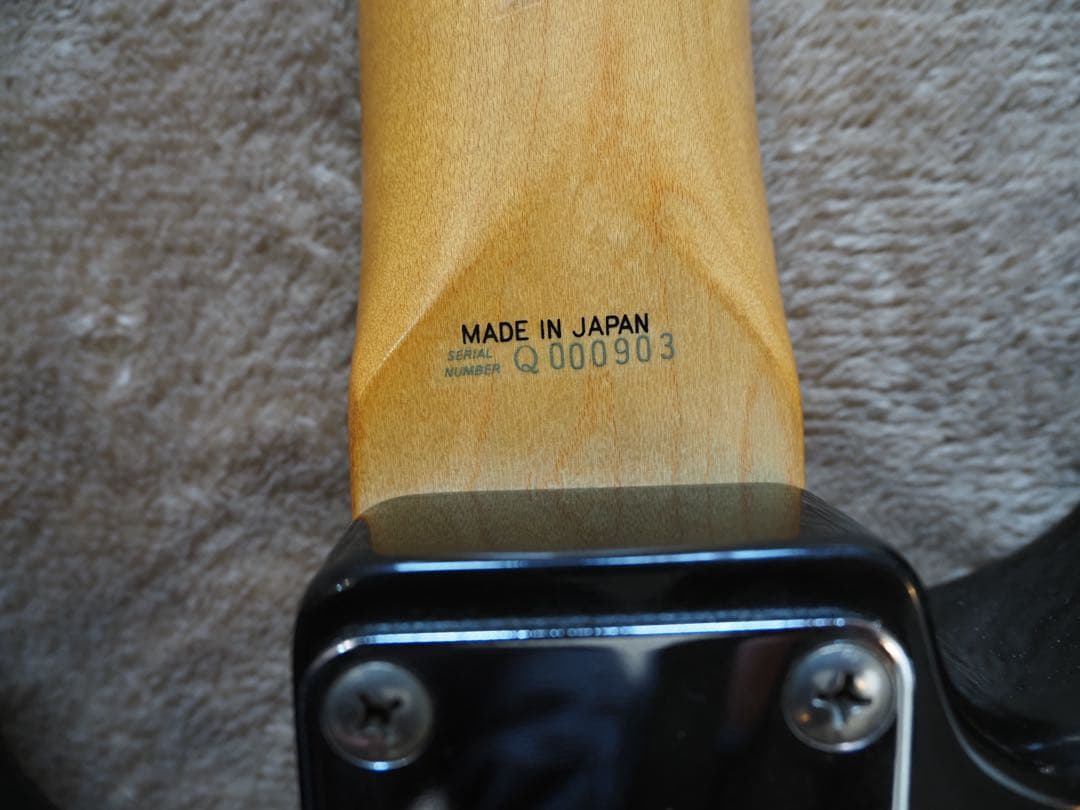 MADE IN JAPAN
SERIAL NUMBER Q000903